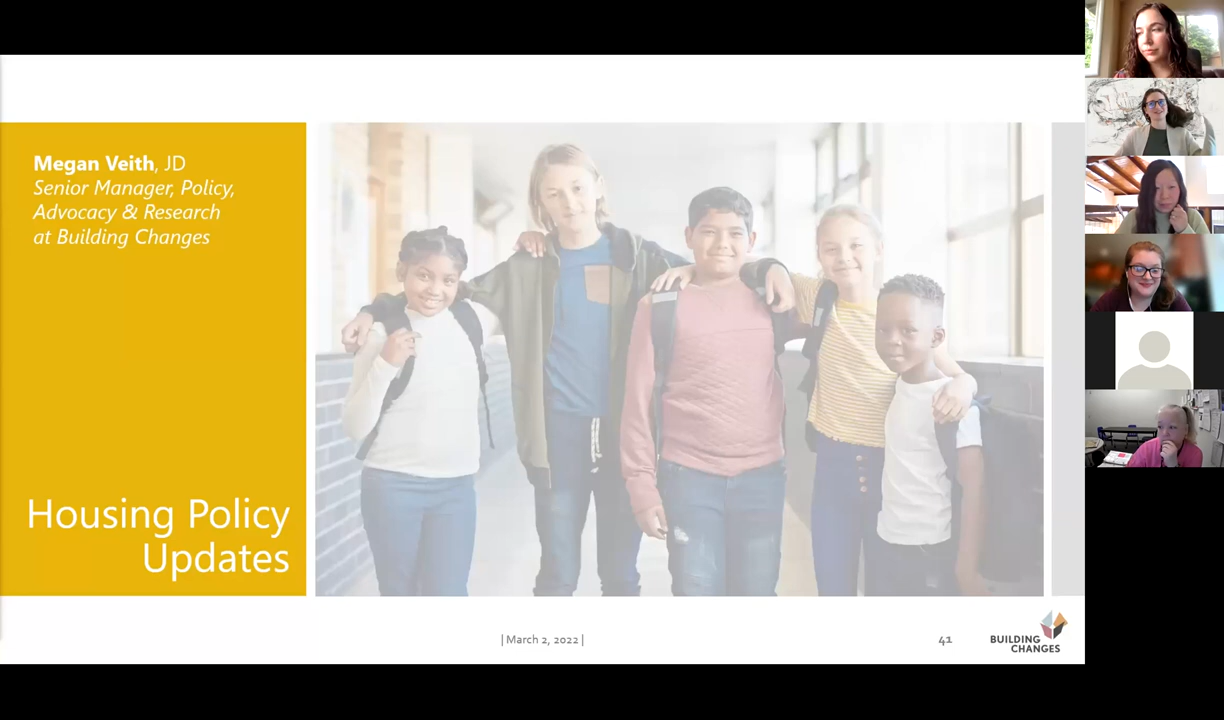 Megan Veith, JD
Senior Manager, Policy,
Advocacy & Research
at Building Changes
Housing Policy
Updates
| March 2, 2022 |
41
BUILDING
CHANGES